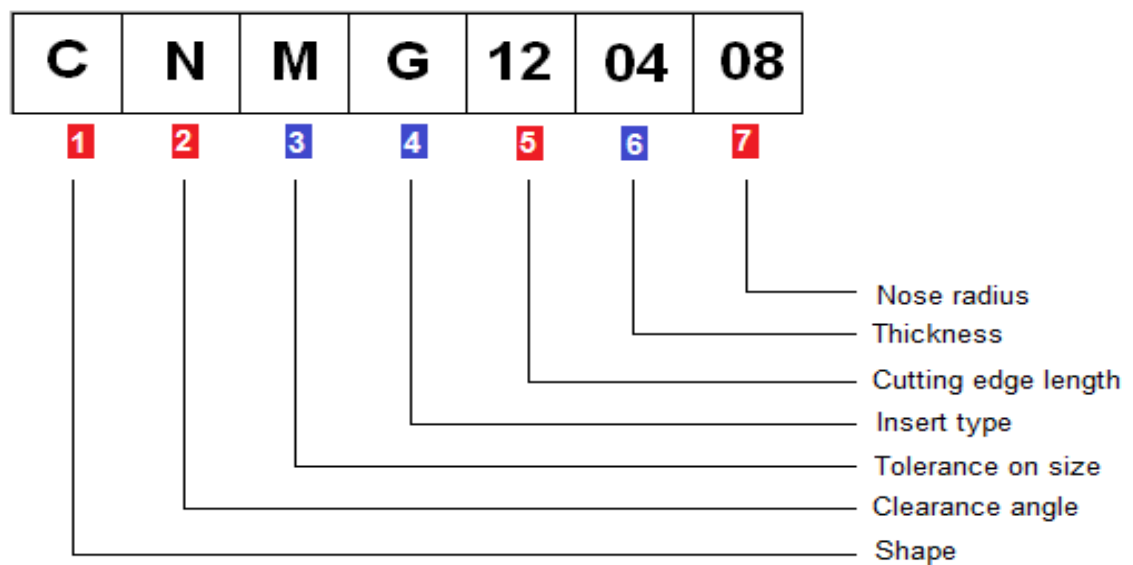 C N M G 12 04 08
1 2 3 4 5 6 7
Nose radius
Thickness
Cutting edge length
Insert type
Tolerance on size
Clearance angle
Shape